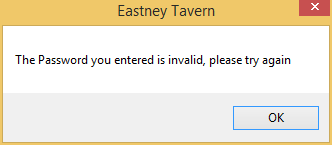 Eastney Tavern
The Password you entered is invalid, please try again
OK